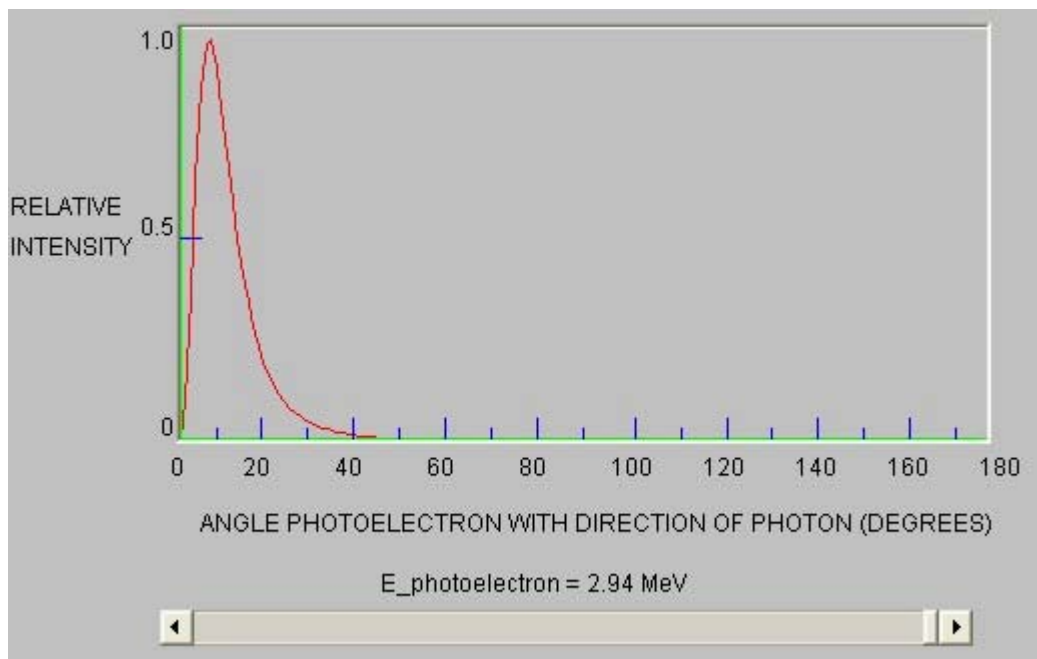 1.0
RELATIVE
INTENSITY
0.5
0
0 20 40 60 80 100 120 140 160 180
ANGLE PHOTOELECTRON WITH DIRECTION OF PHOTON (DEGREES)
E_photoelectron = 2.94 MeV